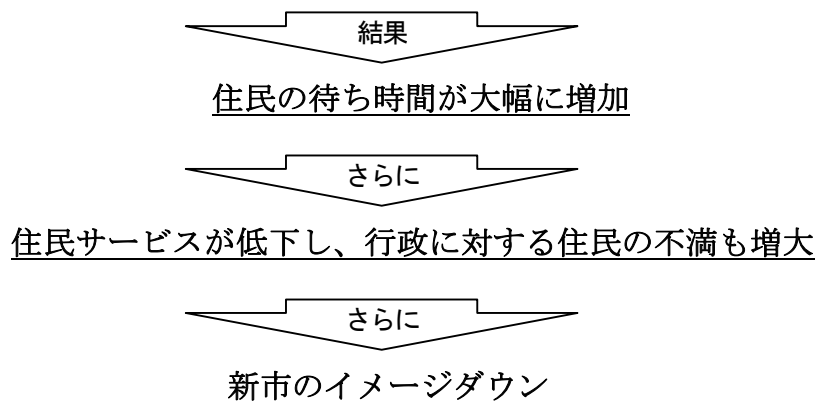 結果
住民の待ち時間が大幅に増加
さらに
住民サービスが低下し、行政に対する住民の不満も増大
さらに
新市のイメージダウン